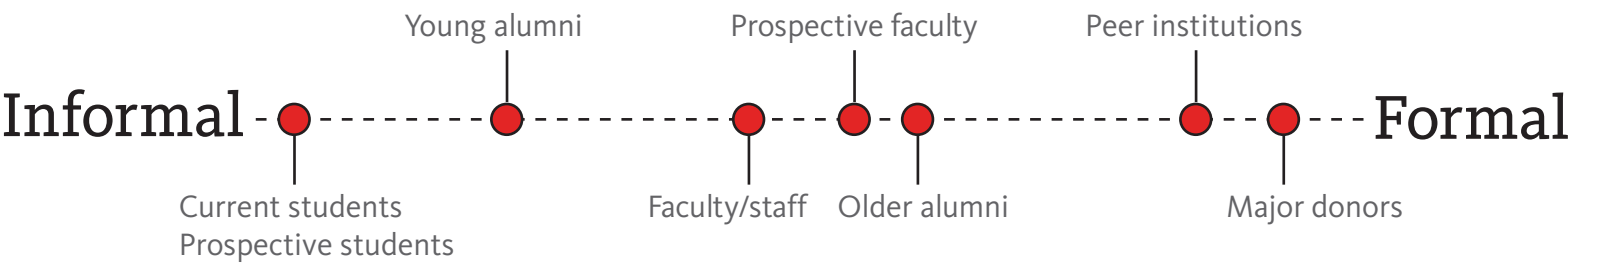 Young alumni
Prospective faculty
Peer institutions
Informal
Formal
Current students
Prospective students
Faculty/staff
Older alumni
Major donors